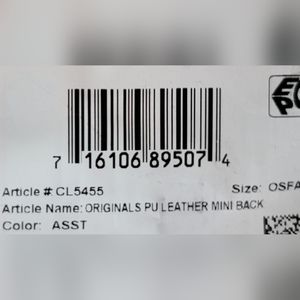 7 16106 89507 4
Article # CL5455 Size: OSFA
Article Name: ORIGINALS PU LEATHER MINI BACK
Color: ASST